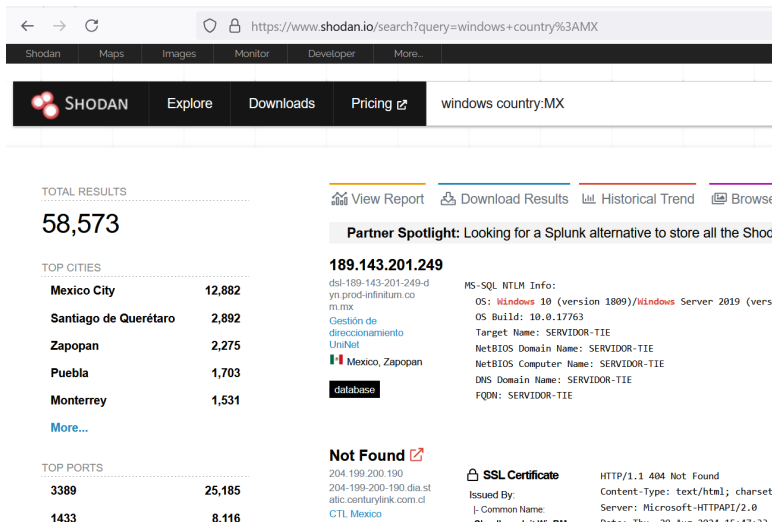 https://www.shodan.io/search?query=windows+country%3AMX
Shodan Maps Images Monitor Developer More...
SHODAN Explore Downloads Pricing windows country:MX
TOTAL RESULTS
58,573
TOP CITIES
Mexico City 12,882
Santiago de Querétaro 2,892
Zapopan 2,275
Puebla 1,703
Monterrey 1,531
More...
TOP PORTS
3389 25,185
1433 8,116
View Report Download Results Historical Trend Browse
Partner Spotlight: Looking for a Splunk alternative to store all the Shod
189.143.201.249
dsl-189-143-201-249-d
yn.prod-infinitum.co
m.mx
Gestión de
direccionamiento
UniNet
Mexico, Zapopan
database
MS-SQL NTLM Info:
OS: Windows 10 (version 1809)/Windows Server 2019 (vers
OS Build: 10.0.17763
Target Name: SERVIDOR-TIE
NetBIOS Domain Name: SERVIDOR-TIE
NetBIOS Computer Name: SERVIDOR-TIE
DNS Domain Name: SERVIDOR-TIE
FQDN: SERVIDOR-TIE
Not Found
204.199.200.190
204-199-200-190.dia.st
atic.centurylink.com.cl
CTL Mexico
SSL Certificate
Issued By:
|- Common Name:
HTTP/1.1 404 Not Found
Content-Type: text/html; charset
Server: Microsoft-HTTPAPI/2.0